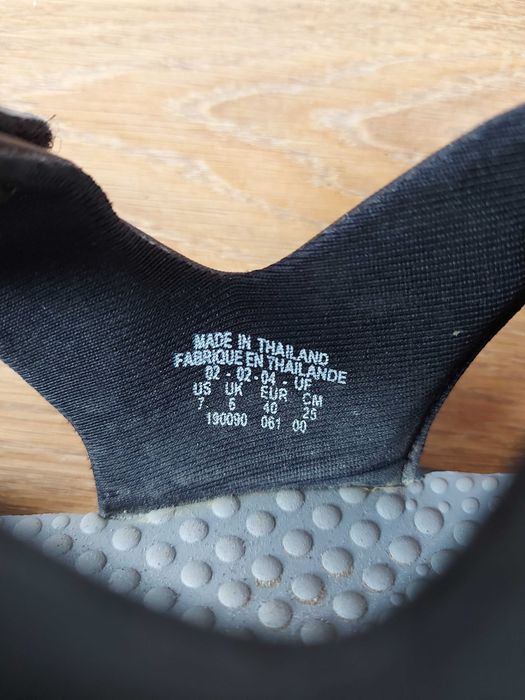 MADE IN THAILAND
FABRIQUE EN THAILANDE
02 - 02-04 - UF
US UK EUR CM
7 6 40 25
190090 061 00